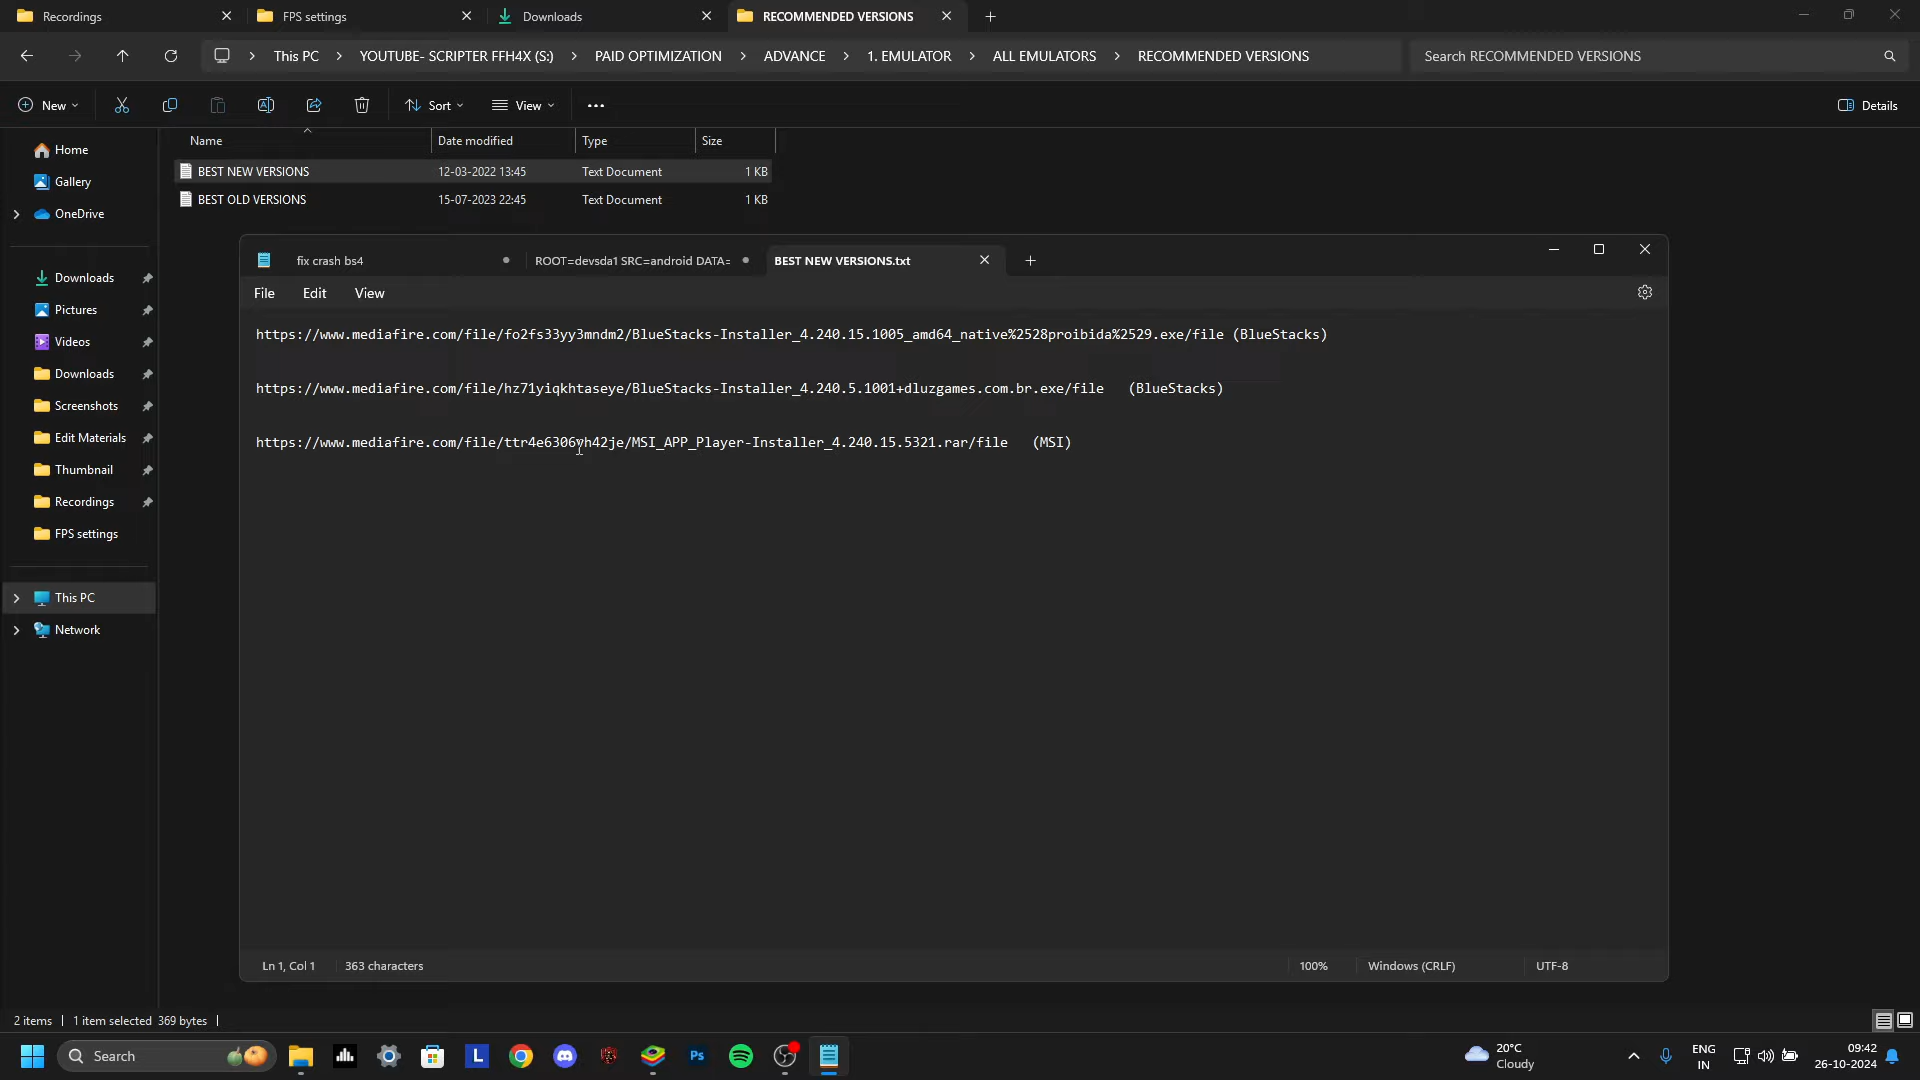 Recordings
FPS settings
Downloads
RECOMMENDED VERSIONS
This PC > YOUTUBE- SCRIPTER FFH4X (S:) > PAID OPTIMIZATION > ADVANCE > 1. EMULATOR > ALL EMULATORS > RECOMMENDED VERSIONS
Search RECOMMENDED VERSIONS
New
Sort
View
Details
Name Date modified Type Size
BEST NEW VERSIONS 12-03-2022 13:45 Text Document 1 KB
BEST OLD VERSIONS 15-07-2023 22:45 Text Document 1 KB
Home
Gallery
OneDrive
Downloads
Pictures
Videos
Downloads
Screenshots
Edit Materials
Thumbnail
Recordings
FPS settings
This PC
Network
fix crash bs4
ROOT=devsda1 SRC=android DATA=
BEST NEW VERSIONS.txt
File Edit View
https://www.mediafire.com/file/fo2fs33yy3mndm2/BlueStacks-Installer_4.240.15.1005_amd64_native%2528proibida%2529.exe/file (BlueStacks)
https://www.mediafire.com/file/hz71yiqkhtaseye/BlueStacks-Installer_4.240.5.1001+dluzgames.com.br.exe/file (BlueStacks)
https://www.mediafire.com/file/ttr4e6306yh42je/MSI_APP_Player-Installer_4.240.15.5321.rar/file (MSI)
Ln 1, Col 1 363 characters 100% Windows (CRLF) UTF-8
2 items 1 item selected 369 bytes
Search
L
Ps
20°C
Cloudy
ENG
IN
09:42
26-10-2024